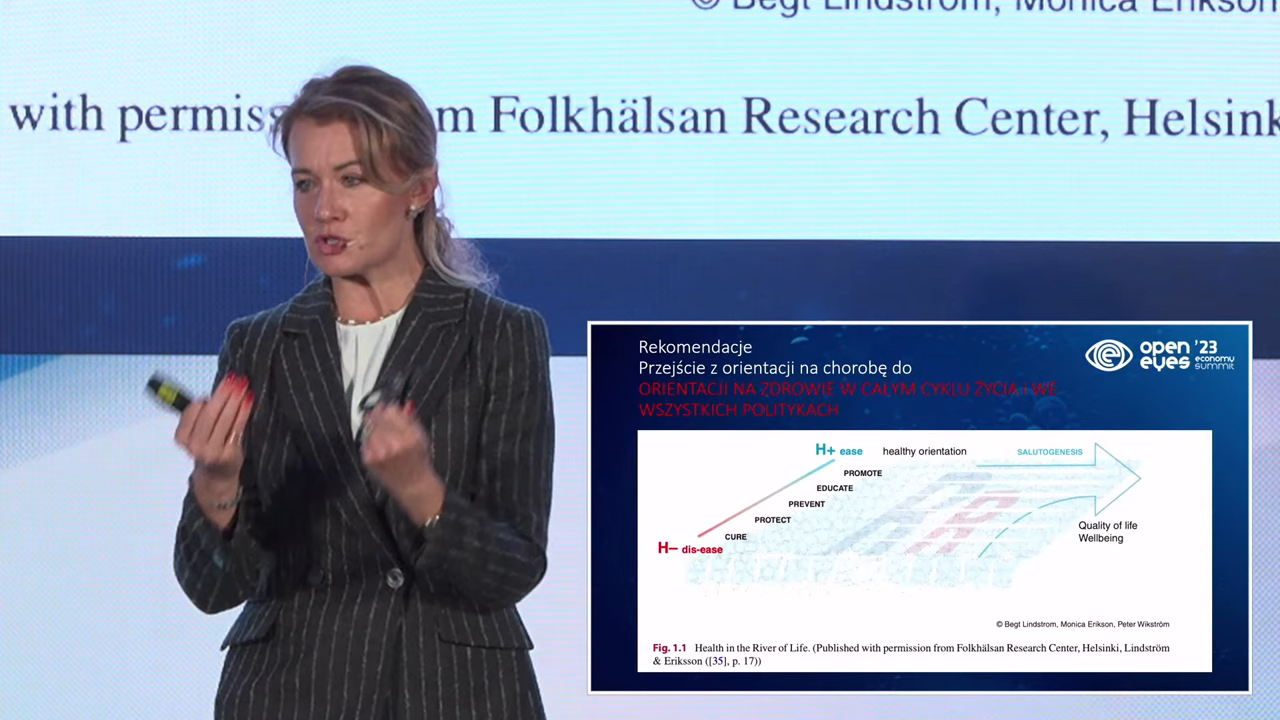 © Begt Lindstrom, Monica Erikson
with permiss m Folkhälsan Research Center, Helsink
Rekomendacje
Przejście z orientacji na chorobę do
ORIENTACJI NA ZDROWIE W CAŁYM CYKLU ŻYCIA i WE
WSZYSTKICH POLITYKACH
open eyes '23 economy summit
H+ ease healthy orientation SALUTOGENESIS
PROMOTE
EDUCATE
PREVENT
PROTECT
CURE
H– dis-ease
Quality of life
Wellbeing
© Begt Lindstrom, Monica Erikson, Peter Wikström
Fig. 1.1 Health in the River of Life. (Published with permission from Folkhälsan Research Center, Helsinki, Lindström
& Eriksson ([35], p. 17))